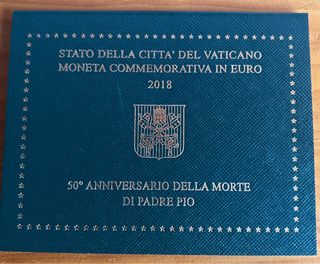 STATO DELLA CITTA' DEL VATICANO
MONETA COMMEMORATIVA IN EURO
2018
50° ANNIVERSARIO DELLA MORTE
DI PADRE PIO